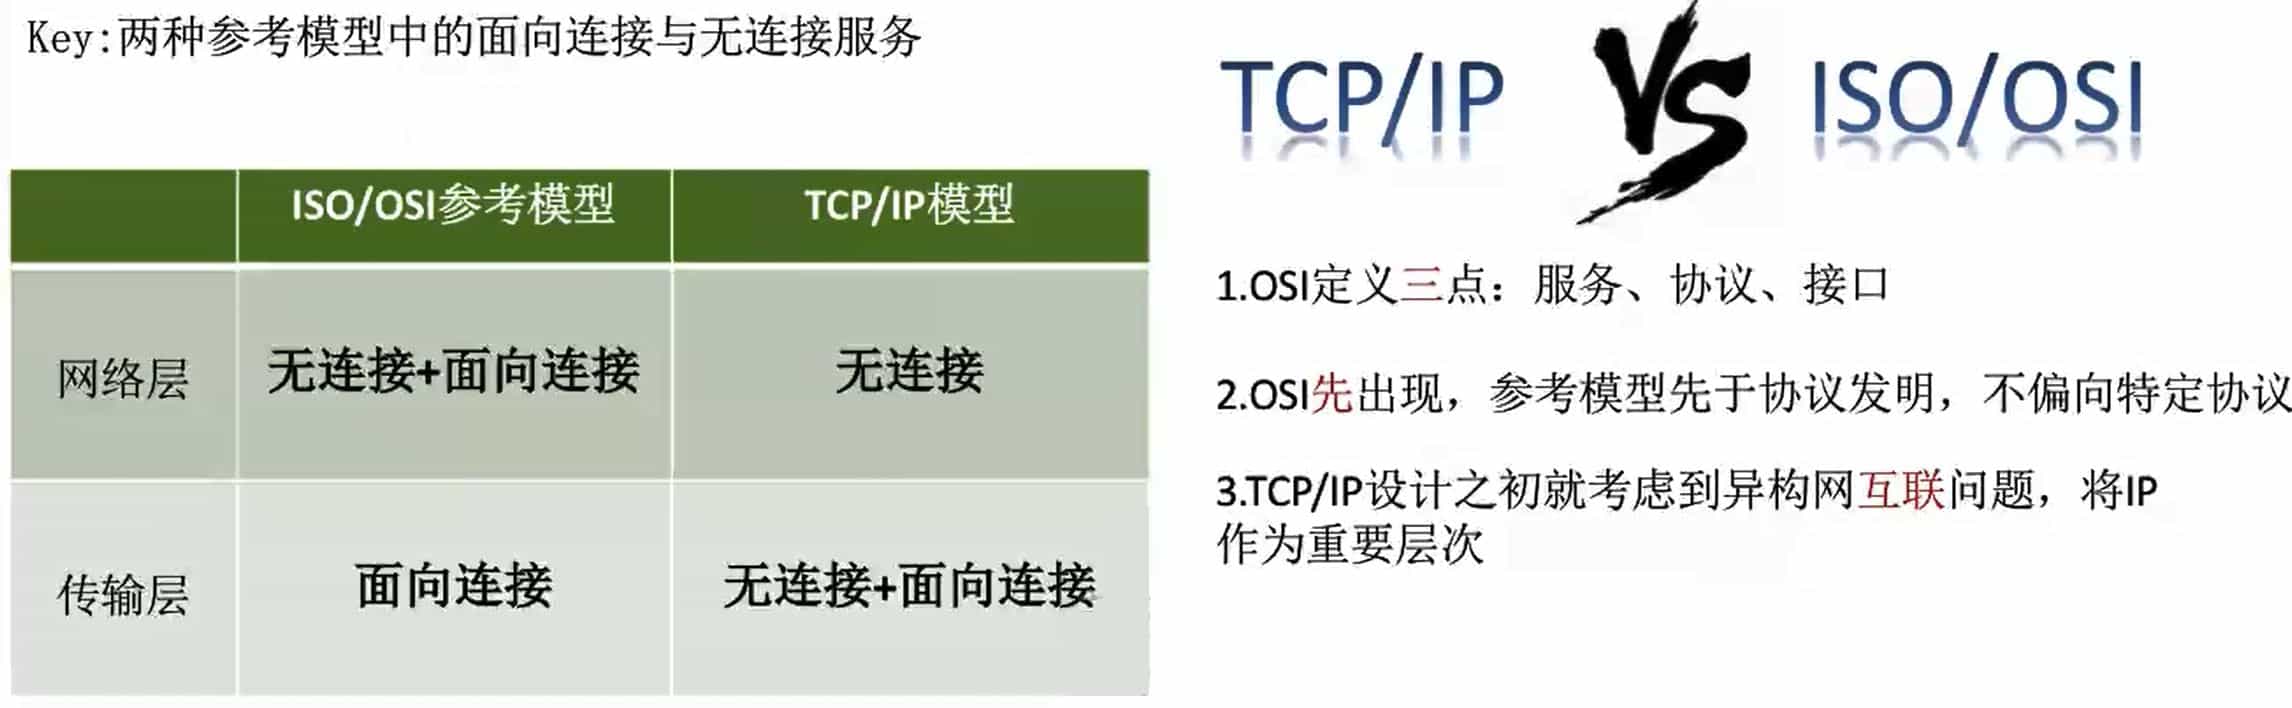 Key:两种参考模型中的面向连接与无连接服务
ISO/OSI参考模型 TCP/IP模型
网络层 无连接+面向连接 无连接
传输层 面向连接 无连接+面向连接
TCP/IP VS ISO/OSI
1.OSI定义三点：服务、协议、接口
2.OSI先出现，参考模型先于协议发明，不偏向特定协议
3.TCP/IP设计之初就考虑到异构网互联问题，将IP
作为重要层次